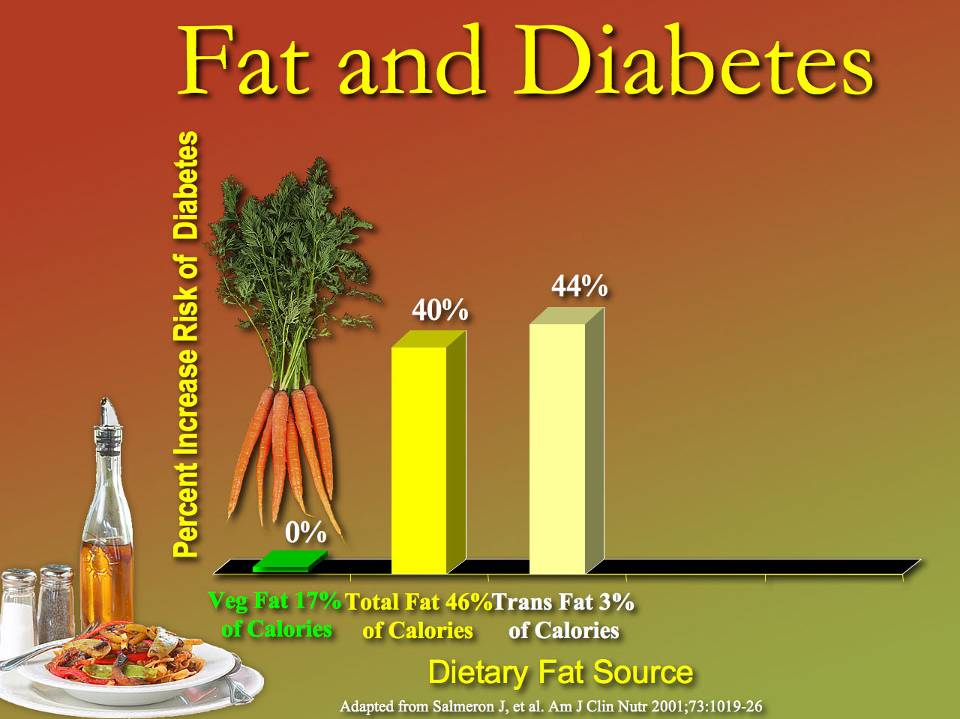 Fat and Diabetes
Percent Increase Risk of Diabetes
44%
40%
0%
Veg Fat 17%
of Calories
Total Fat 46%
of Calories
Trans Fat 3%
of Calories
Dietary Fat Source
Adapted from Salmeron J, et al. Am J Clin Nutr 2001;73:1019-26